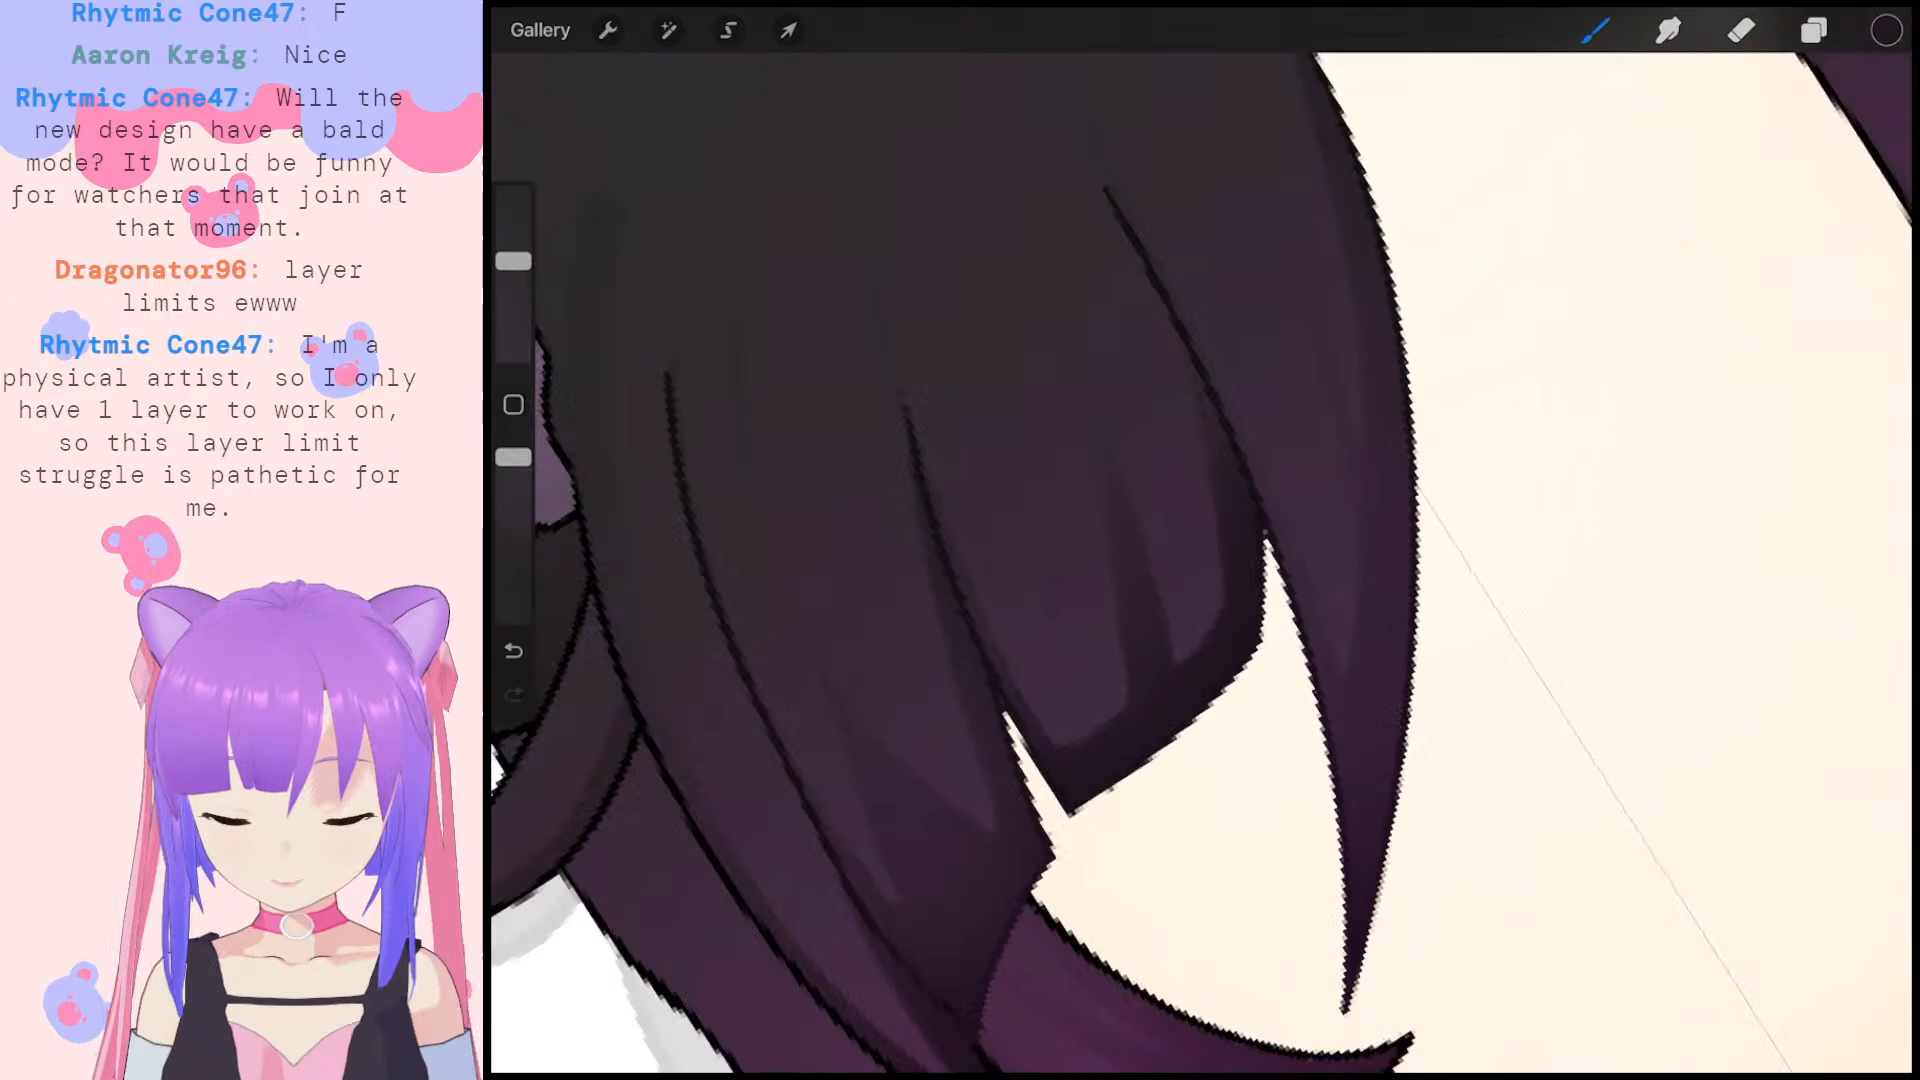 Rhytmic Cone47: F
Aaron Kreig: Nice
Rhytmic Cone47: Will the
new design have a bald
mode? It would be funny
for watchers that join at
that moment.
Dragonator96: layer
limits ewww
Rhytmic Cone47: I'm a
physical artist, so I only
have 1 layer to work on,
so this layer limit
struggle is pathetic for
me.
Gallery